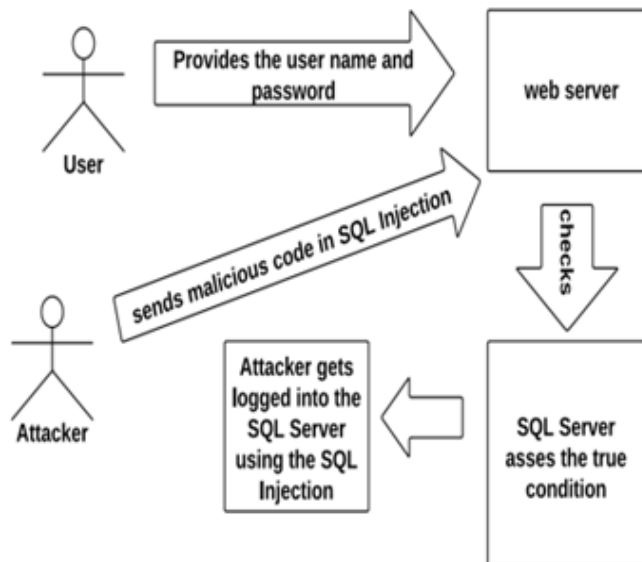 Provides the user name and
password
web server
User
sends malicious code in SQL Injection
checks
Attacker
Attacker gets
logged into the
SQL Server
using the SQL
Injection
SQL Server
asses the true
condition